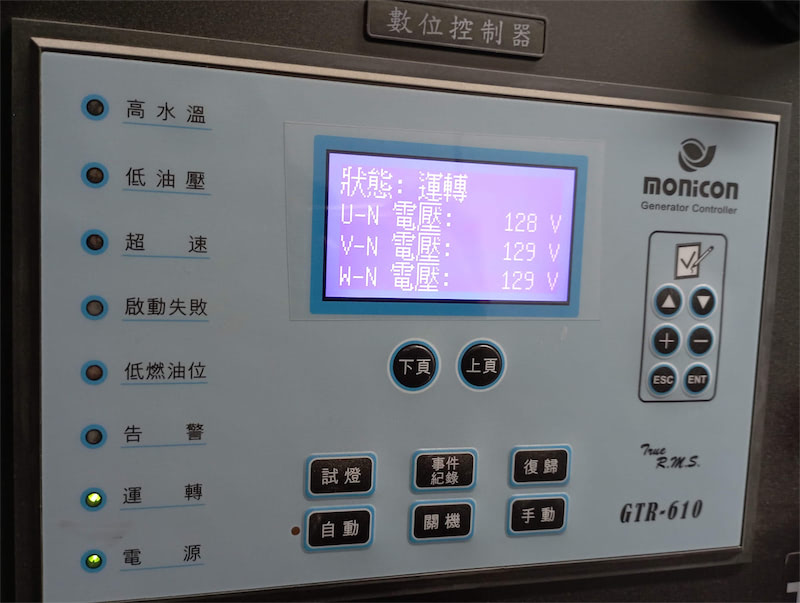 數位控制器
高水溫
低油壓
超速
啟動失敗
低燃油位
告警
運轉
電源
狀態: 運轉
U-N 電壓: 128 V
V-N 電壓: 129 V
W-N 電壓: 129 V
下頁
上頁
試燈
事件
紀錄
復歸
自動
關機
手動
monicon
Generator Controller
ESC
ENT
True
R.M.S.
GTR-610